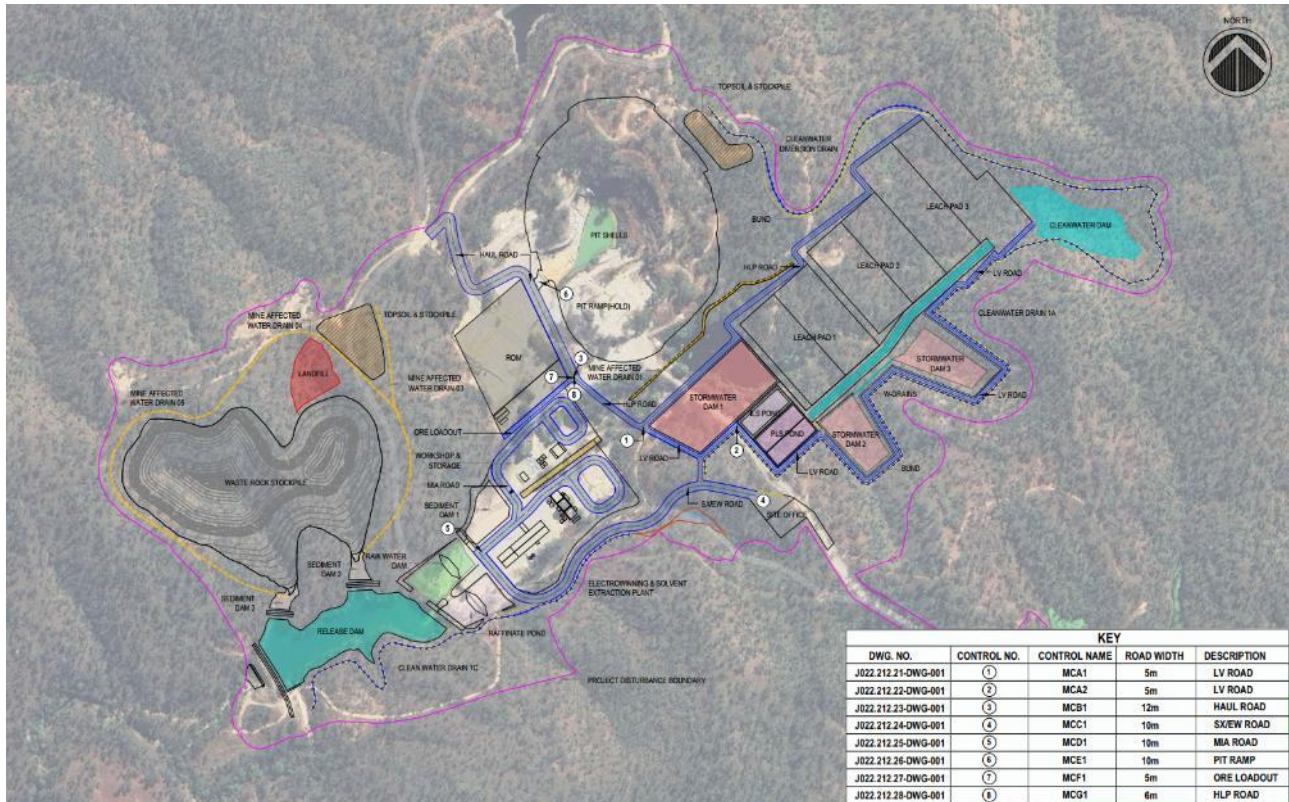 NORTH
TOPSOIL & STOCKPILE
CLEANWATER
DIVERSION DRAIN
LEACH PAD 3
BUND
CLEANWATER DAM
PIT SHELLS
HAUL ROAD
HLP ROAD
LEACH PAD 2
LV ROAD
6
PIT RAMP(HOLD)
CLEANWATER DRAIN 1A
MINE AFFECTED
WATER DRAIN 04
TOPSOIL & STOCKPILE
LEACH PAD 1
ROM
3
MINE AFFECTED
WATER DRAIN 01
STORMWATER
DAM 3
LANDFILL
7
MINE AFFECTED
WATER DRAIN 03
MINE AFFECTED
WATER DRAIN 05
8
W-DRAINS
LV ROAD
HLP ROAD
STORMWATER
DAM 1
ILS POND
PLS POND
ORE LOADOUT
1
2
STORMWATER
DAM 2
WORKSHOP &
STORAGE
LV ROAD
LV ROAD
BUND
WASTE ROCK STOCKPILE
MIA ROAD
SX/EW ROAD
4
SITE OFFICE
SEDIMENT
DAM 1
5
RAW WATER
DAM
SEDIMENT
DAM 2
ELECTROWINNING & SOLVENT
EXTRACTION PLANT
SEDIMENT
DAM 3
RELEASE DAM
RAFFINATE POND
CLEAN WATER DRAIN 1C
PROJECT DISTURBANCE BOUNDARY
KEY
DWG. NO. CONTROL NO. CONTROL NAME ROAD WIDTH DESCRIPTION
J022.212.21-DWG-001 1 MCA1 5m LV ROAD
J022.212.22-DWG-001 2 MCA2 5m LV ROAD
J022.212.23-DWG-001 3 MCB1 12m HAUL ROAD
J022.212.24-DWG-001 4 MCC1 10m SX/EW ROAD
J022.212.25-DWG-001 5 MCD1 10m MIA ROAD
J022.212.26-DWG-001 6 MCE1 10m PIT RAMP
J022.212.27-DWG-001 7 MCF1 5m ORE LOADOUT
J022.212.28-DWG-001 8 MCG1 6m HLP ROAD